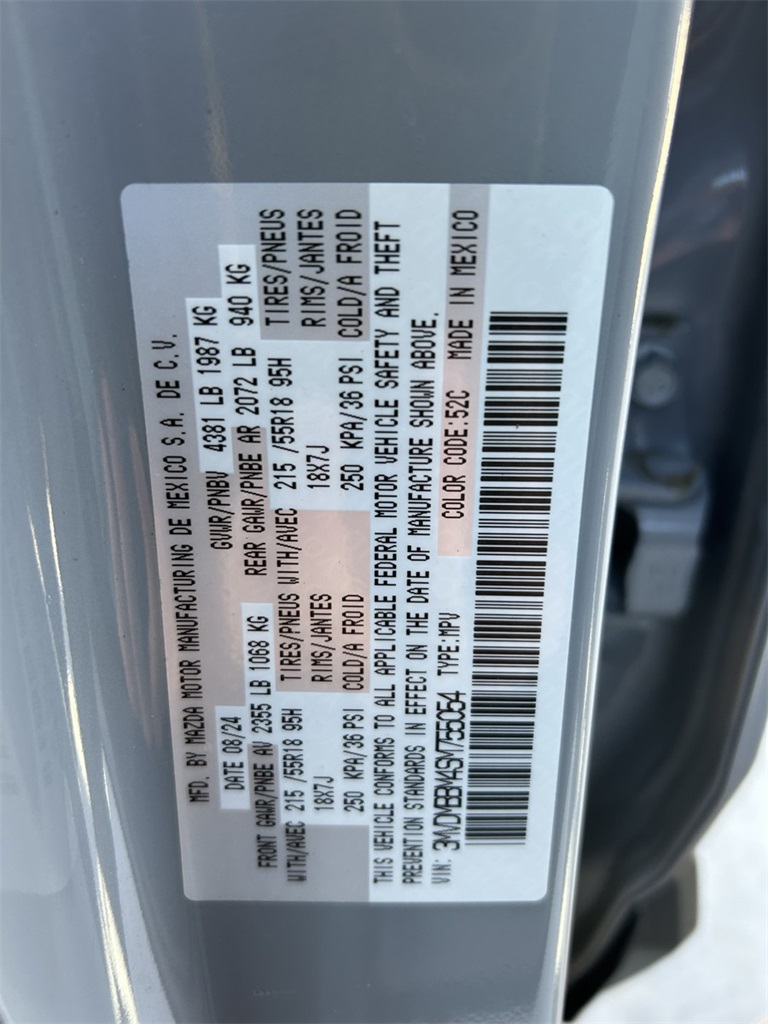 MFD. BY MAZDA MOTOR MANUFACTURING DE MEXICO S.A. DE C.V.
DATE 08/24 GVWR/PNBV 4381 LB 1987 KG
FRONT GAWR/PNBE AV 2355 LB 1068 KG REAR GAWR/PNBE AR 2072 LB 940 KG
WITH/AVEC 215 /55R18 95H TIRES/PNEUS WITH/AVEC 215 /55R18 95H TIRES/PNEUS
18X7J RIMS/JANTES 18X7J RIMS/JANTES
250 KPA/36 PSI COLD/A FROID 250 KPA/36 PSI COLD/A FROID
THIS VEHICLE CONFORMS TO ALL APPLICABLE FEDERAL MOTOR VEHICLE SAFETY AND THEFT
PREVENTION STANDARDS IN EFFECT ON THE DATE OF MANUFACTURE SHOWN ABOVE.
VIN: 3MVDMBBM4SM755054 TYPE:MPV COLOR CODE:52C MADE IN MEXICO